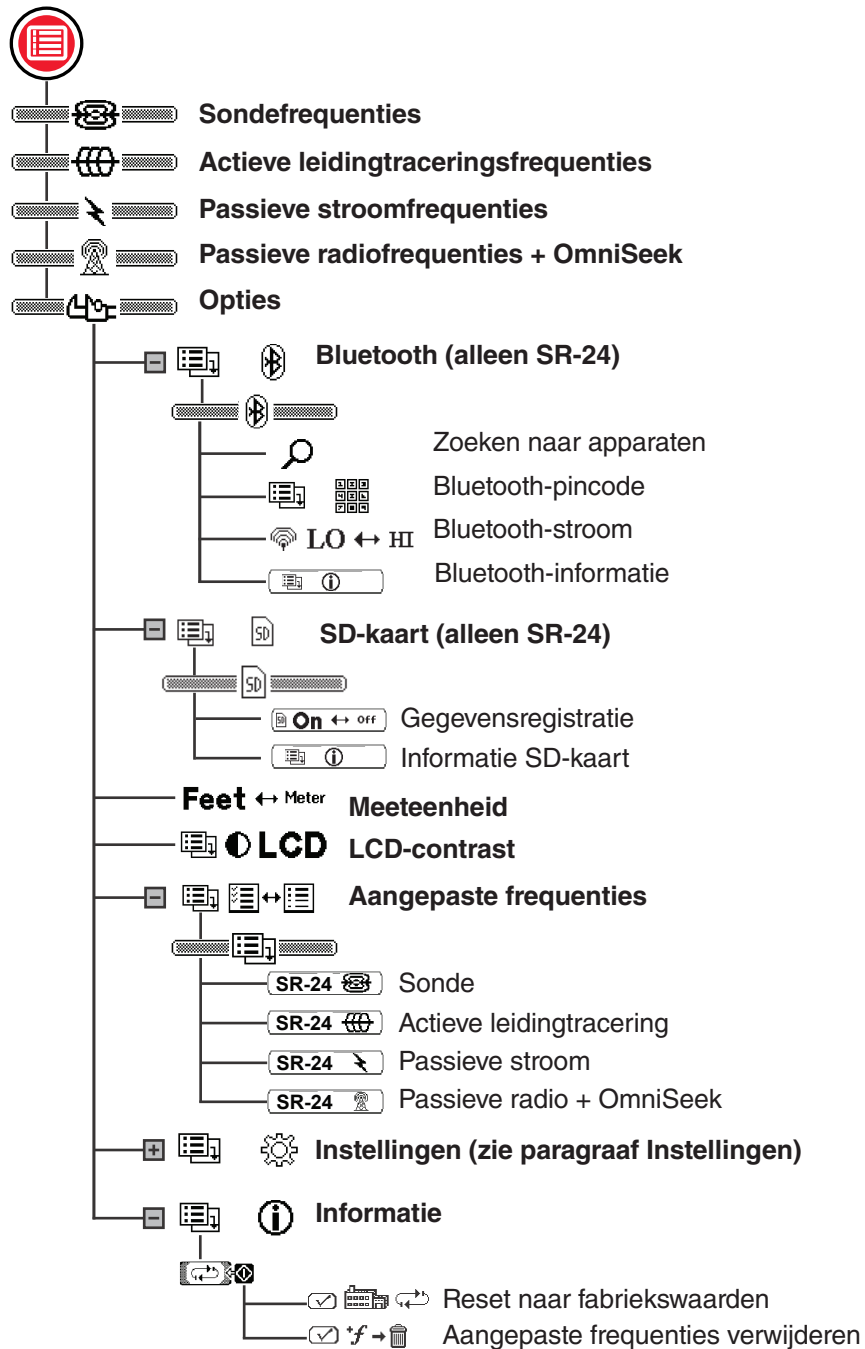 Sondefrequenties
Actieve leidingtraceringsfrequenties
Passieve stroomfrequenties
Passieve radiofrequenties + OmniSeek
Opties
Bluetooth (alleen SR-24)
Zoeken naar apparaten
Bluetooth-pincode
LO ↔ HI Bluetooth-stroom
Bluetooth-informatie
SD SD-kaart (alleen SR-24)
SD
SD On ↔ Off Gegevensregistratie
Informatie SD-kaart
Feet ↔ Meter Meeteenheid
LCD LCD-contrast
Aangepaste frequenties
SR-24 Sonde
SR-24 Actieve leidingtracering
SR-24 Passieve stroom
SR-24 Passieve radio + OmniSeek
Instellingen (zie paragraaf Instellingen)
Informatie
Reset naar fabriekswaarden
+f → Aangepaste frequenties verwijderen